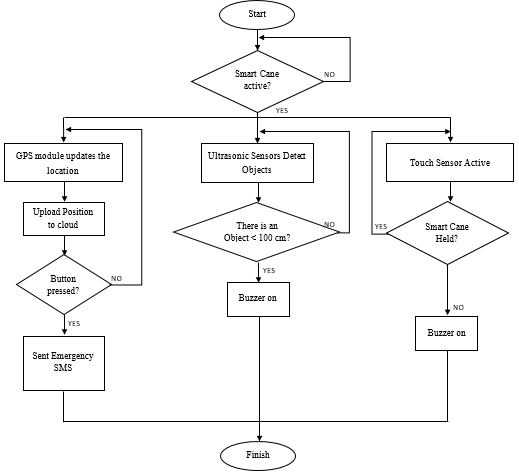 Start
Smart Cane
active?
NO
YES
GPS module updates the
location
Ultrasonic Sensors Detect
Objects
Touch Sensor Active
Upload Position
to cloud
There is an
Object < 100 cm?
NO
YES
Smart Cane
Held?
Button
pressed?
NO
YES
Buzzer on
NO
YES
Buzzer on
Sent Emergency
SMS
Finish